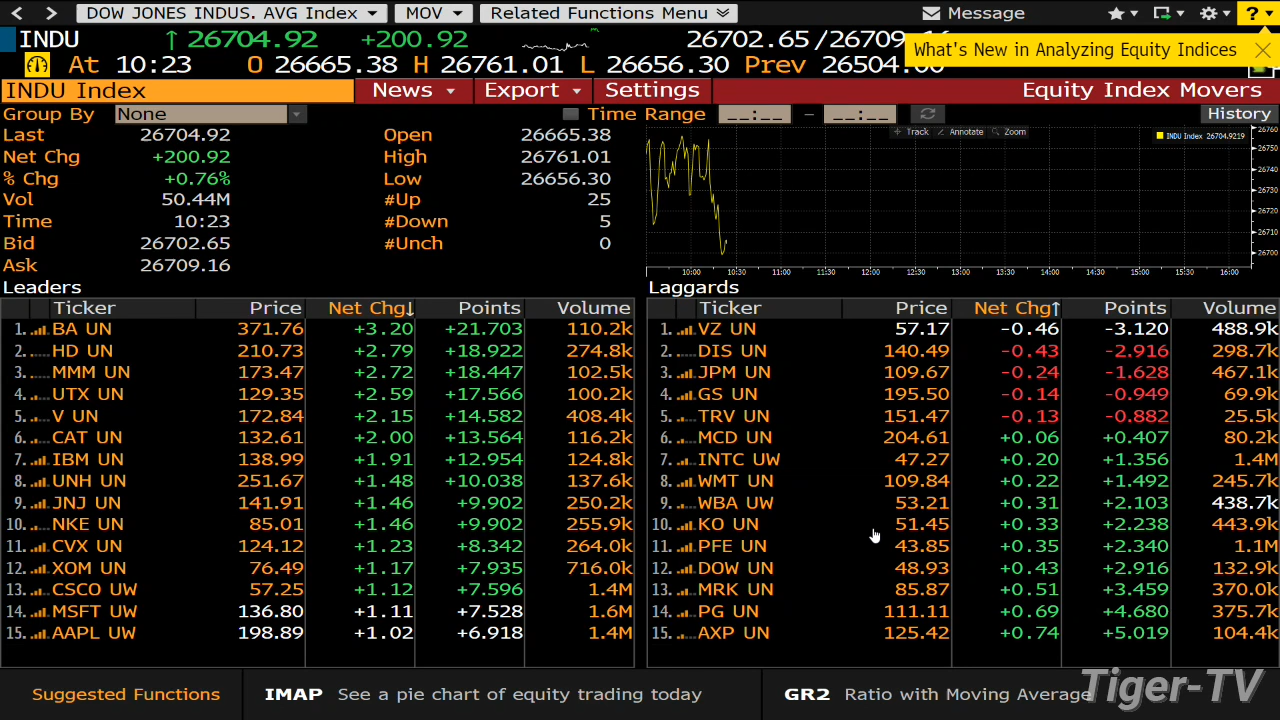 DOW JONES INDUS. AVG Index MOV Related Functions Menu Message ?
INDU ↑ 26704.92 +200.92 26702.65/26709.16
What's New in Analyzing Equity Indices
At 10:23 O 26665.38 H 26761.01 L 26656.30 Prev 26504.00
INDU Index News Export Settings Equity Index Movers
Group By None Time Range __:__ – __:__ History
Last 26704.92 Open 26665.38
Net Chg +200.92 High 26761.01
% Chg +0.76% Low 26656.30
Vol 50.44M #Up 25
Time 10:23 #Down 5
Bid 26702.65 #Unch 0
Ask 26709.16
Track Annotate Zoom
INDU Index 26704.9219
26760
26750
26740
26730
26720
26710
26700
10:00 10:30 11:00 11:30 12:00 12:30 13:00 13:30 14:00 14:30 15:00 15:30 16:00
Leaders
Ticker Price Net Chg↓ Points Volume
1. BA UN 371.76 +3.20 +21.703 110.2k
2. HD UN 210.73 +2.79 +18.922 274.8k
3. MMM UN 173.47 +2.72 +18.447 102.5k
4. UTX UN 129.35 +2.59 +17.566 100.2k
5. V UN 172.84 +2.15 +14.582 408.4k
6. CAT UN 132.61 +2.00 +13.564 116.2k
7. IBM UN 138.99 +1.91 +12.954 124.8k
8. UNH UN 251.67 +1.48 +10.038 137.6k
9. JNJ UN 141.91 +1.46 +9.902 250.2k
10. NKE UN 85.01 +1.46 +9.902 255.9k
11. CVX UN 124.12 +1.23 +8.342 264.0k
12. XOM UN 76.49 +1.17 +7.935 716.0k
13. CSCO UW 57.25 +1.12 +7.596 1.4M
14. MSFT UW 136.80 +1.11 +7.528 1.6M
15. AAPL UW 198.89 +1.02 +6.918 1.4M
Laggards
Ticker Price Net Chg↑ Points Volume
1. VZ UN 57.17 -0.46 -3.120 488.9k
2. DIS UN 140.49 -0.43 -2.916 298.7k
3. JPM UN 109.67 -0.24 -1.628 467.1k
4. GS UN 195.50 -0.14 -0.949 69.9k
5. TRV UN 151.47 -0.13 -0.882 25.5k
6. MCD UN 204.61 +0.06 +0.407 80.2k
7. INTC UW 47.27 +0.20 +1.356 1.4M
8. WMT UN 109.84 +0.22 +1.492 245.7k
9. WBA UW 53.21 +0.31 +2.103 438.7k
10. KO UN 51.45 +0.33 +2.238 443.9k
11. PFE UN 43.85 +0.35 +2.340 1.1M
12. DOW UN 48.93 +0.43 +2.916 132.9k
13. MRK UN 85.87 +0.51 +3.459 370.0k
14. PG UN 111.11 +0.69 +4.680 375.7k
15. AXP UN 125.42 +0.74 +5.019 104.4k
Suggested Functions IMAP See a pie chart of equity trading today GR2 Ratio with Moving Average
Tiger-TV